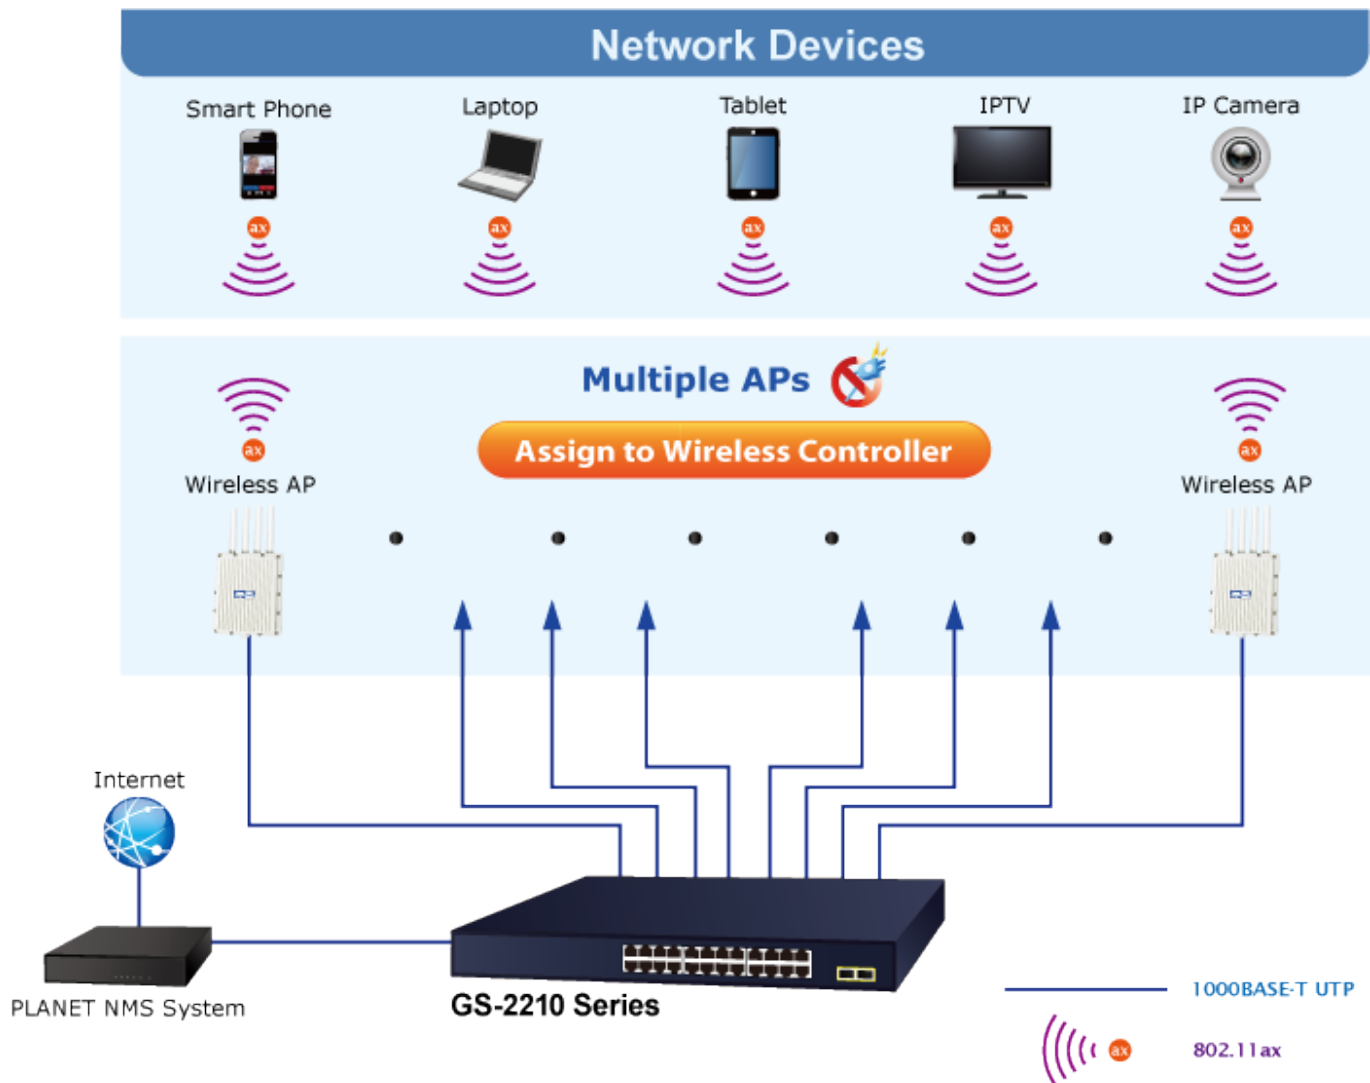 Network Devices
Smart Phone
Laptop
Tablet
IPTV
IP Camera
ax
ax
ax
ax
ax
Multiple APs
Assign to Wireless Controller
ax
Wireless AP
ax
Wireless AP
Internet
PLANET NMS System
GS-2210 Series
1000BASE-T UTP
ax
802.11ax